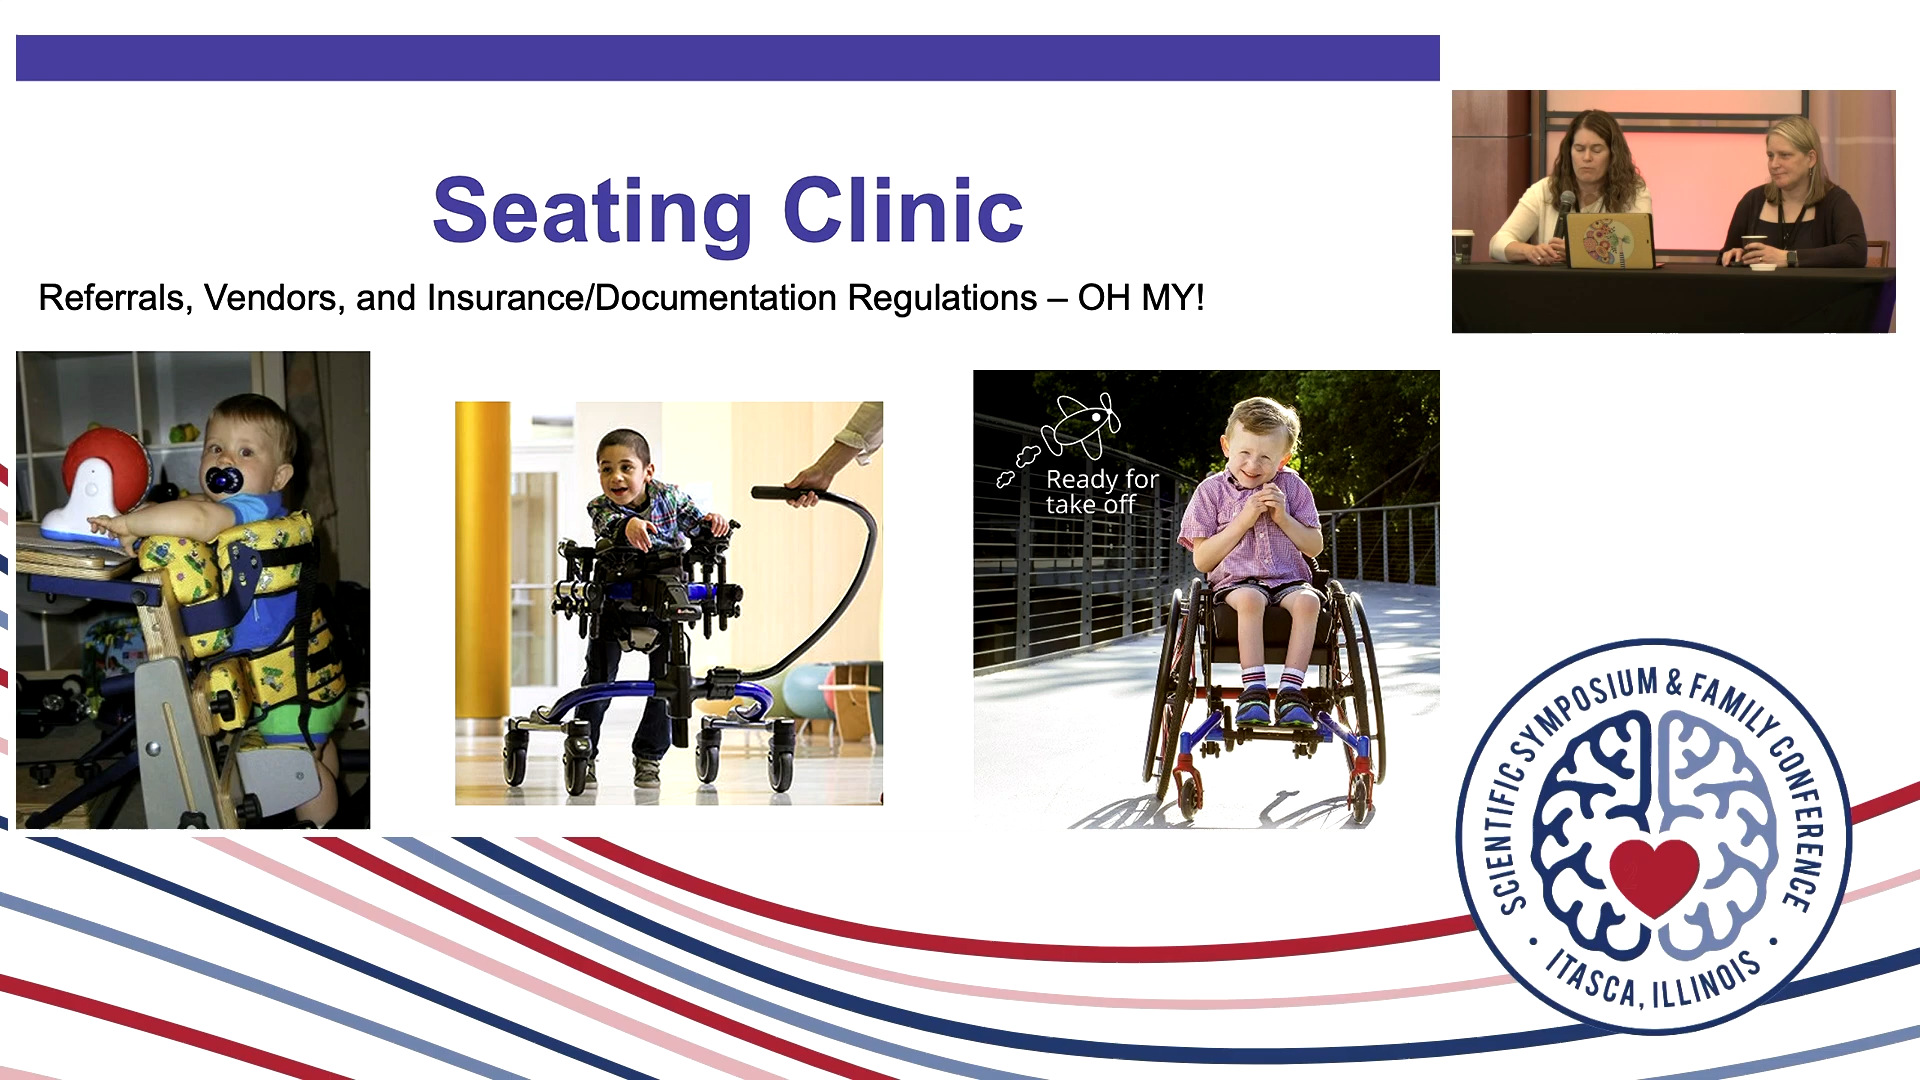 Seating Clinic
Referrals, Vendors, and Insurance/Documentation Regulations – OH MY!
Ready for
take off
SCIENTIFIC SYMPOSIUM & FAMILY CONFERENCE
· ITASCA, ILLINOIS ·